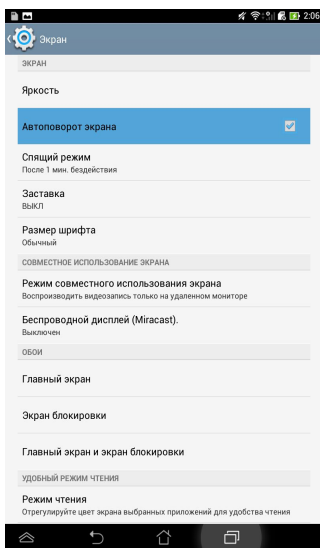 2:06
Экран
ЭКРАН
Яркость
Автоповорот экрана
Спящий режим
После 1 мин. бездействия
Заставка
ВЫКЛ
Размер шрифта
Обычный
СОВМЕСТНОЕ ИСПОЛЬЗОВАНИЕ ЭКРАНА
Режим совместного использования экрана
Воспроизводить видеозапись только на удаленном мониторе
Беспроводной дисплей (Miracast).
Выключен
ОБОИ
Главный экран
Экран блокировки
Главный экран и экран блокировки
УДОБНЫЙ РЕЖИМ ЧТЕНИЯ
Режим чтения
Отрегулируйте цвет экрана выбранных приложений для удобства чтения